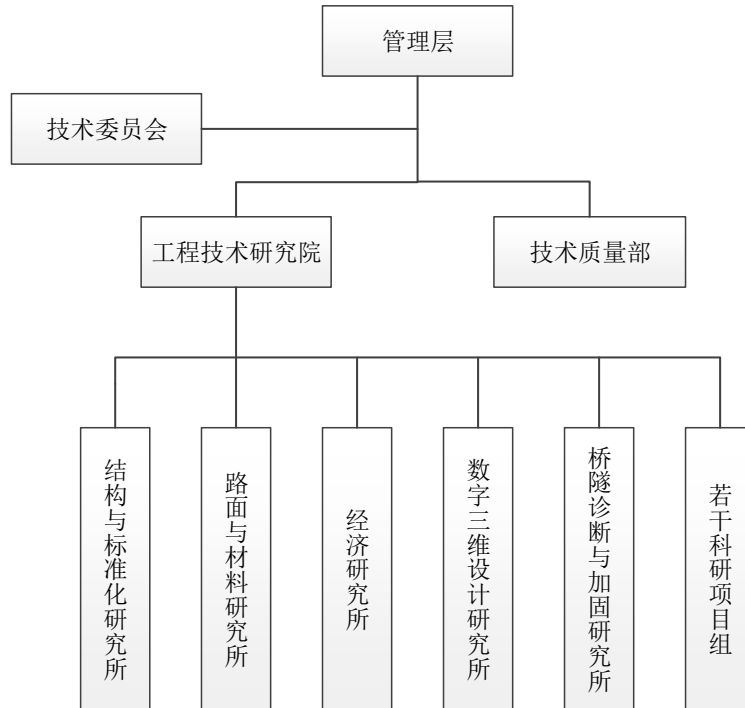 管理层
技术委员会
工程技术研究院
技术质量部
结构与标准化研究所
路面与材料研究所
经济研究所
数字三维设计研究所
桥隧诊断与加固研究所
若干科研项目组